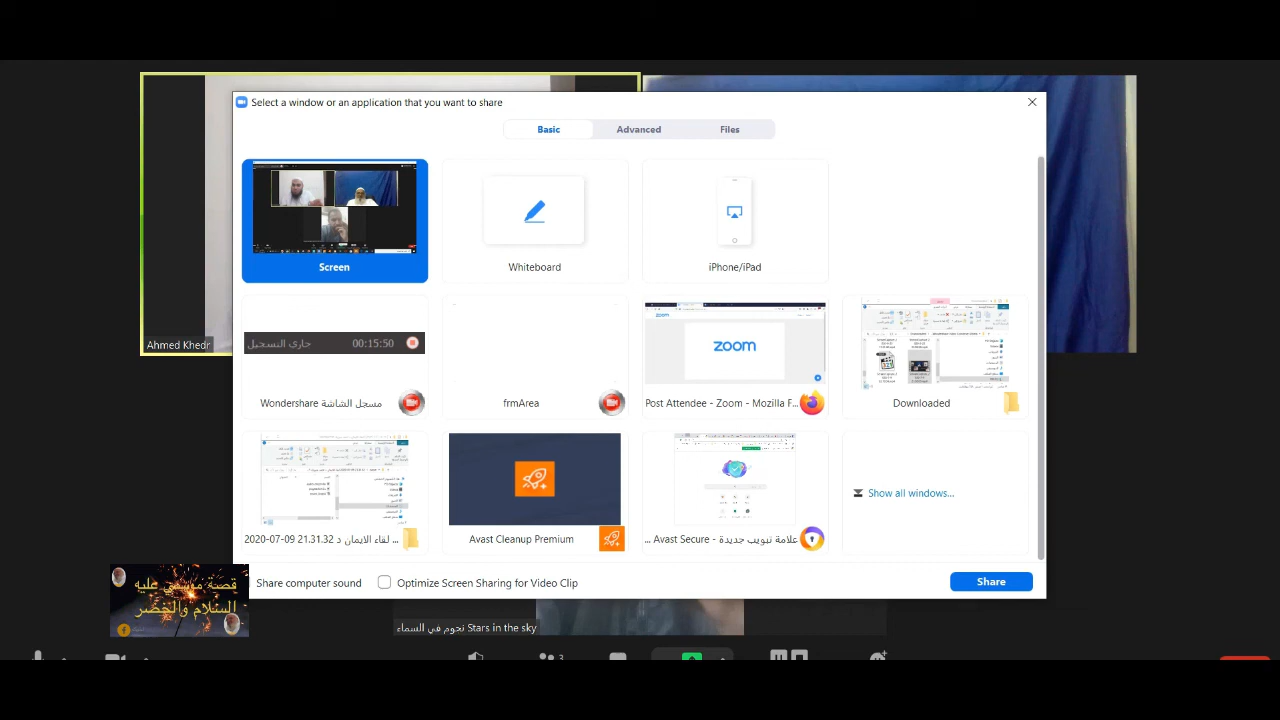 Select a window or an application that you want to share
Basic
Advanced
Files
Screen
Whiteboard
iPhone/iPad
Ahmed Khedr
جاري التسجيل
00:15:50
Wondershare مسجل الشاشة
frmArea
zoom
zoom
Post Attendee - Zoom - Mozilla F...
Downloaded
... لقاء الايمان د 21.31.32 2020-07-09
Avast Cleanup Premium
... Avast Secure - علامة تبويب جديدة
Show all windows...
Share computer sound
Optimize Screen Sharing for Video Clip
Share
قصة موسي عليه
السلام والخضر
نجوم في السماء Stars in the sky
3